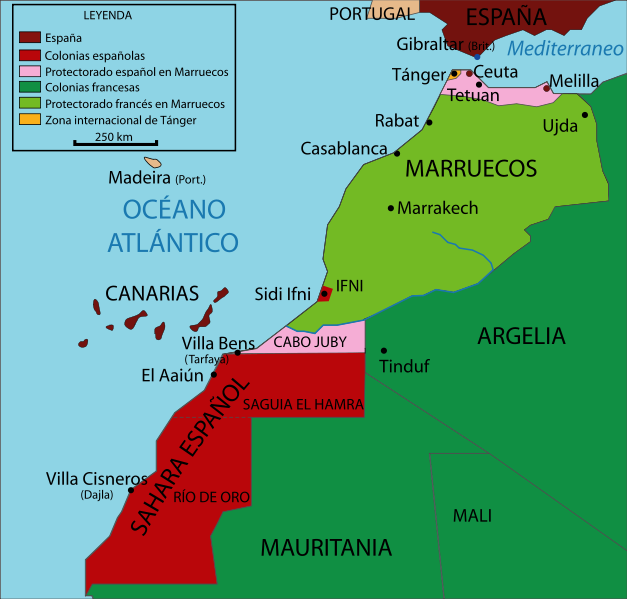 LEYENDA
España
Colonias españolas
Protectorado español en Marruecos
Colonias francesas
Protectorado francés en Marruecos
Zona internacional de Tánger
250 km
PORTUGAL
ESPAÑA
Gibraltar (Brit.)
Mediterraneo
Tánger
Ceuta
Melilla
Tetuan
Rabat
Ujda
Casablanca
MARRUECOS
Madeira (Port.)
Marrakech
OCÉANO
ATLÁNTICO
CANARIAS
Sidi Ifni
IFNI
Villa Bens
(Tarfaya)
CABO JUBY
ARGELIA
El Aaiún
Tinduf
SAGUIA EL HAMRA
SAHARA ESPAÑOL
Villa Cisneros
(Dajla)
RÍO DE ORO
MALI
MAURITANIA